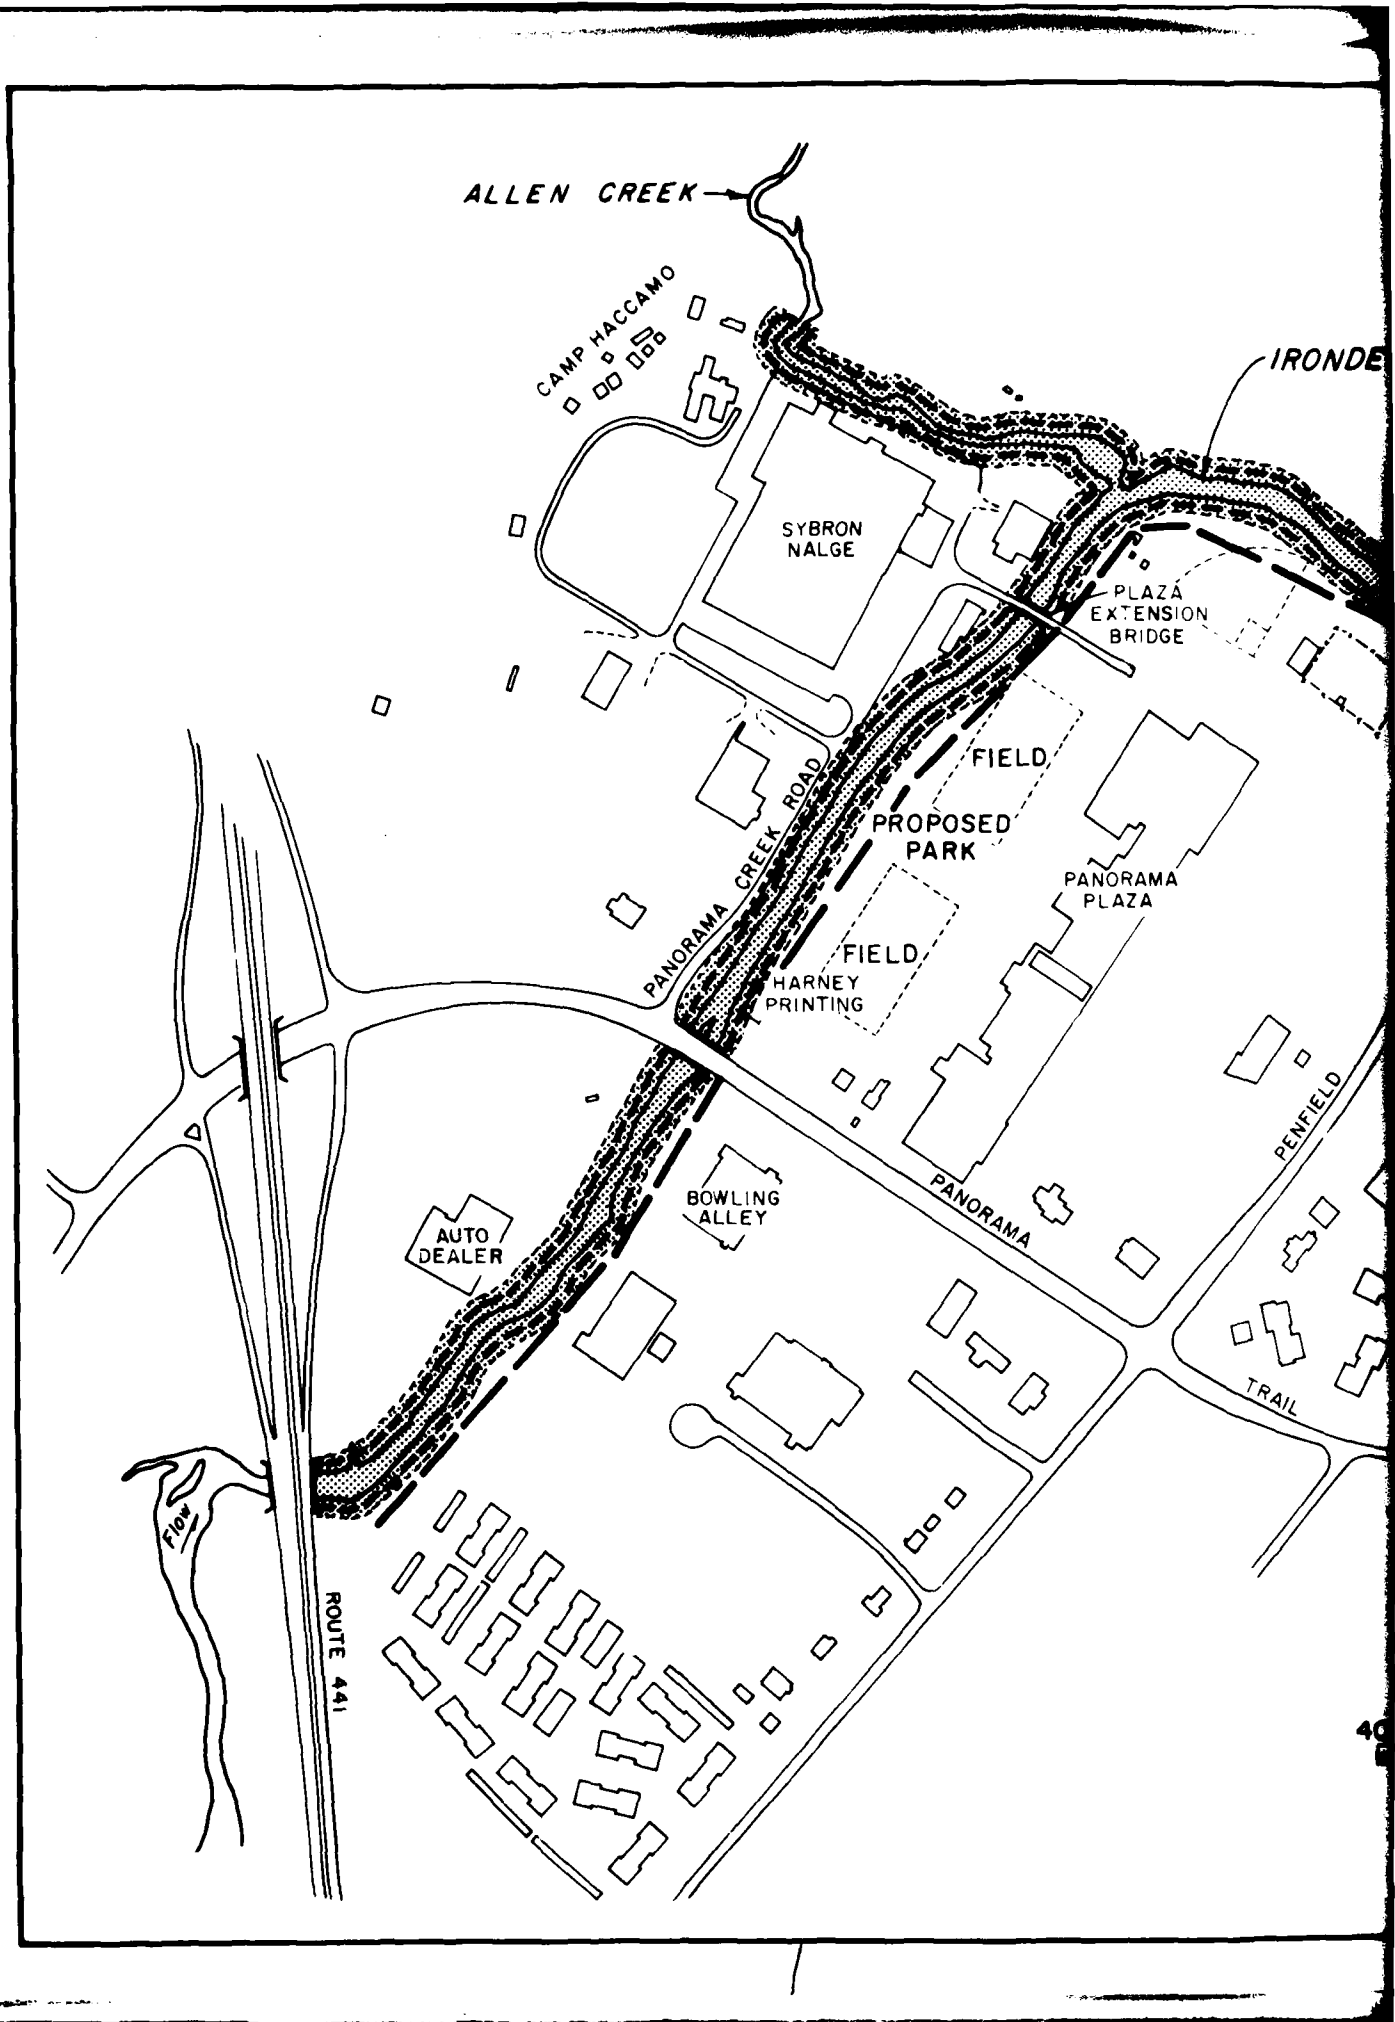 ALLEN CREEK
CAMP HACCAMO
IRONDE
SYBRON
NALGE
PLAZA
EXTENSION
BRIDGE
FIELD
PANORAMA CREEK ROAD
PROPOSED
PARK
PANORAMA
PLAZA
FIELD
HARNEY
PRINTING
PENFIELD
PANORAMA
BOWLING
ALLEY
AUTO
DEALER
TRAIL
FLOW
ROUTE 441
40